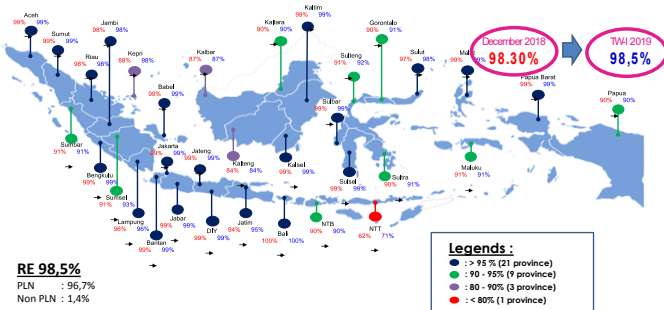 Aceh
99% 98%
Sumut
99% 99%
Riau
98% 96%
Jambi
98% 98%
Kepri
88% 98%
Babel
99% 99%
Kalbar
87% 87%
Kaltara
90% 90%
Kaltim
99% 99%
Gorontalo
99% 91%
Sulteng
91% 92%
Sulut
97% 98%
December 2018
98.30%
TW-I 2019
98,5%
Papua Barat
99% 99%
Papua
90% 90%
Sulbar
99% 99%
Sumbar
91% 91%
99%
Bengkulu
99% 99%
Sumsel
91% 93%
Lampung
96% 96%
Banten
99% 99%
Jakarta
99% 99%
Jabar
99% 99%
Jateng
99% 99%
DIY
99% 99%
Jatim
94% 95%
Bali
100% 100%
Kalteng
84% 84%
Kalsel
99% 99%
Sulsel
99% 99%
Sultra
90% 91%
Maluku
91% 91%
NTB
90% 90%
NTT
62% 71%
RE 98,5%
PLN : 96,7%
Non PLN : 1,4%
Legends :
: > 95 % (21 province)
: 90 - 95% (9 province)
: 80 - 90% (3 province)
: < 80% (1 province)